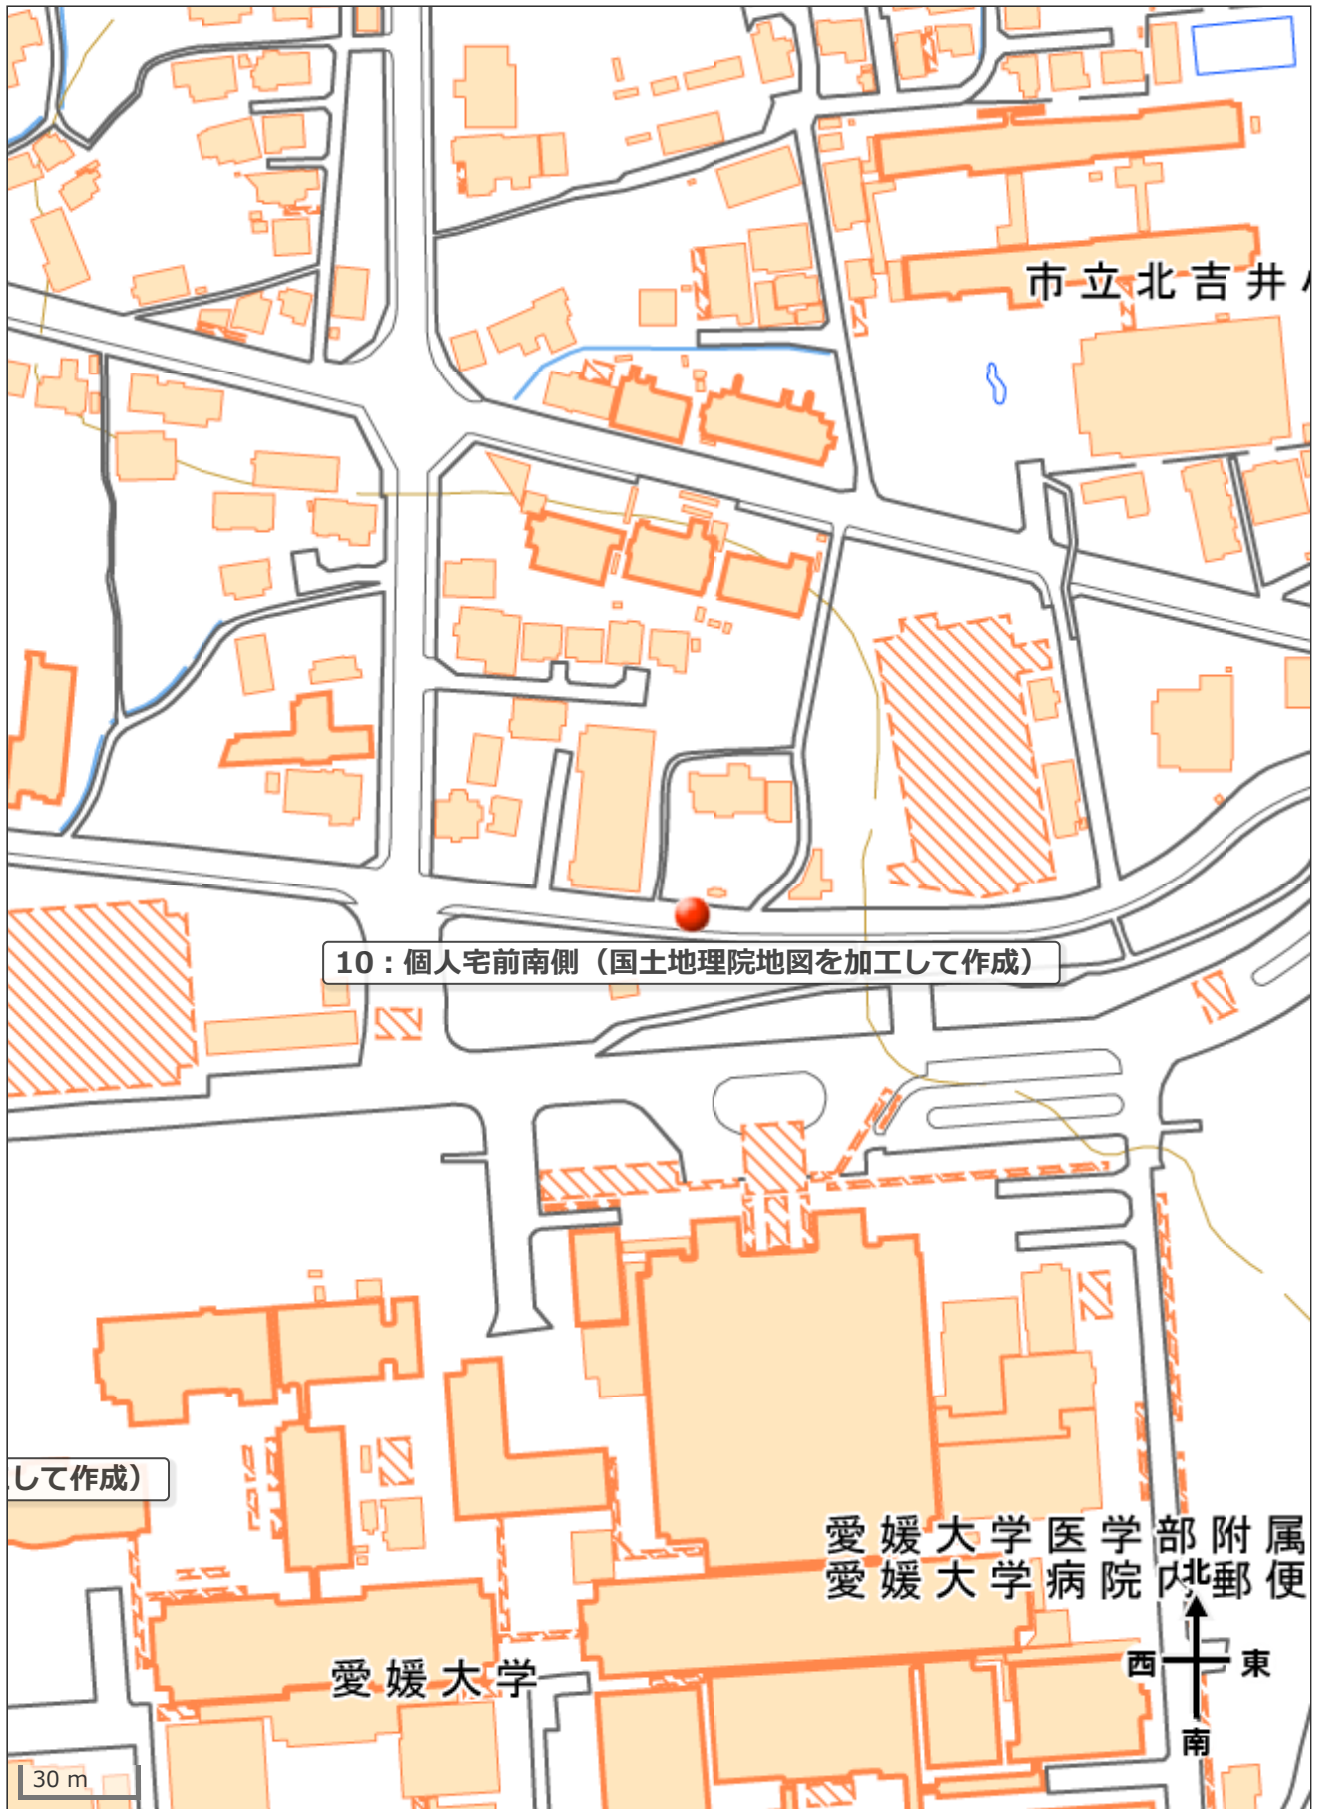 市立北吉井
10：個人宅前南側（国土地理院地図を加工して作成）
して作成）
愛媛大学医学部附属
愛媛大学病院内郵便
北
西 東
南
愛媛大学
30 m